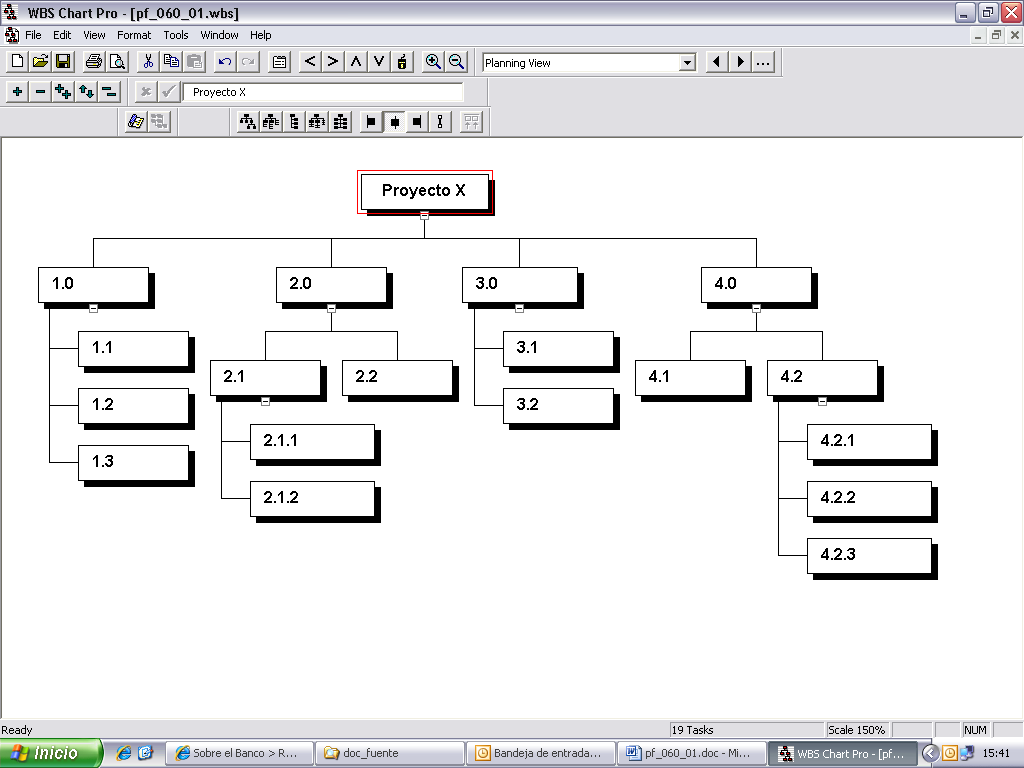 WBS Chart Pro - [pf_060_01.wbs]
File Edit View Format Tools Window Help
Planning View
Proyecto X
Proyecto X
1.0 2.0 3.0 4.0
1.1 3.1
2.1 2.2 4.1 4.2
1.2 3.2
2.1.1 4.2.1
1.3
2.1.2 4.2.2
4.2.3
Ready 19 Tasks Scale 150% NUM
Inicio Sobre el Banco > R... doc_fuente Bandeja de entrada... pf_060_01.doc - Mi... WBS Chart Pro - [pf... 15:41